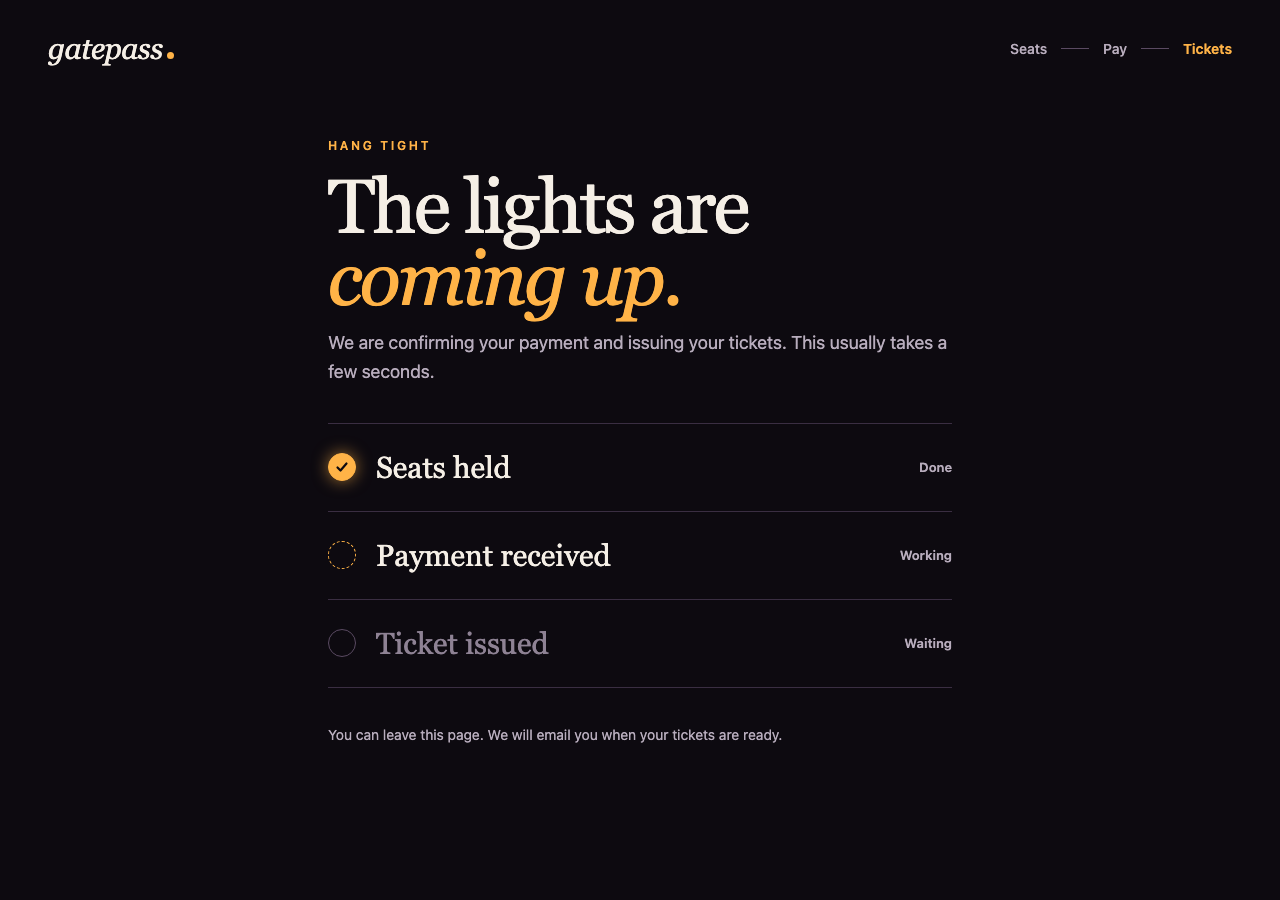 gatepass.
Seats
Pay
Tickets
HANG TIGHT
The lights are
coming up.
We are confirming your payment and issuing your tickets. This usually takes a
few seconds.
Seats held
Done
Payment received
Working
Ticket issued
Waiting
You can leave this page. We will email you when your tickets are ready.